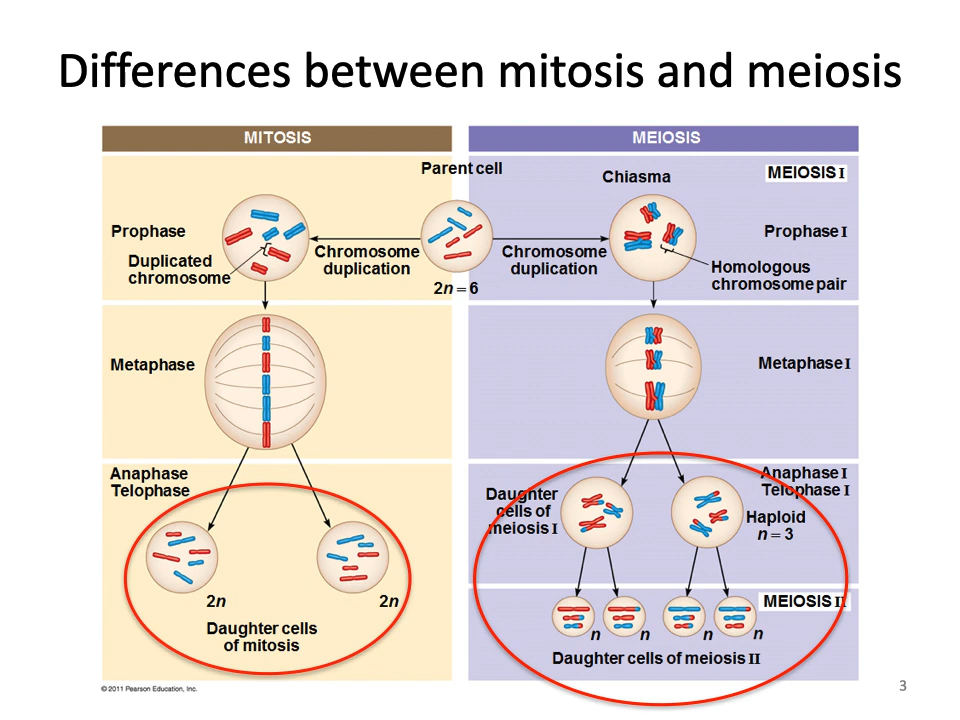 Differences between mitosis and meiosis
MITOSIS
MEIOSIS
Parent cell
Chiasma
MEIOSIS I
Prophase
Prophase I
Duplicated
chromosome
Chromosome
duplication
Chromosome
duplication
Homologous
chromosome pair
2n = 6
Metaphase
Metaphase I
Anaphase
Telophase
Anaphase I
Telophase I
Daughter
cells of
meiosis I
Haploid
n = 3
2n
2n
MEIOSIS II
Daughter cells
of mitosis
n
n
n
n
Daughter cells of meiosis II
© 2011 Pearson Education, Inc.
3